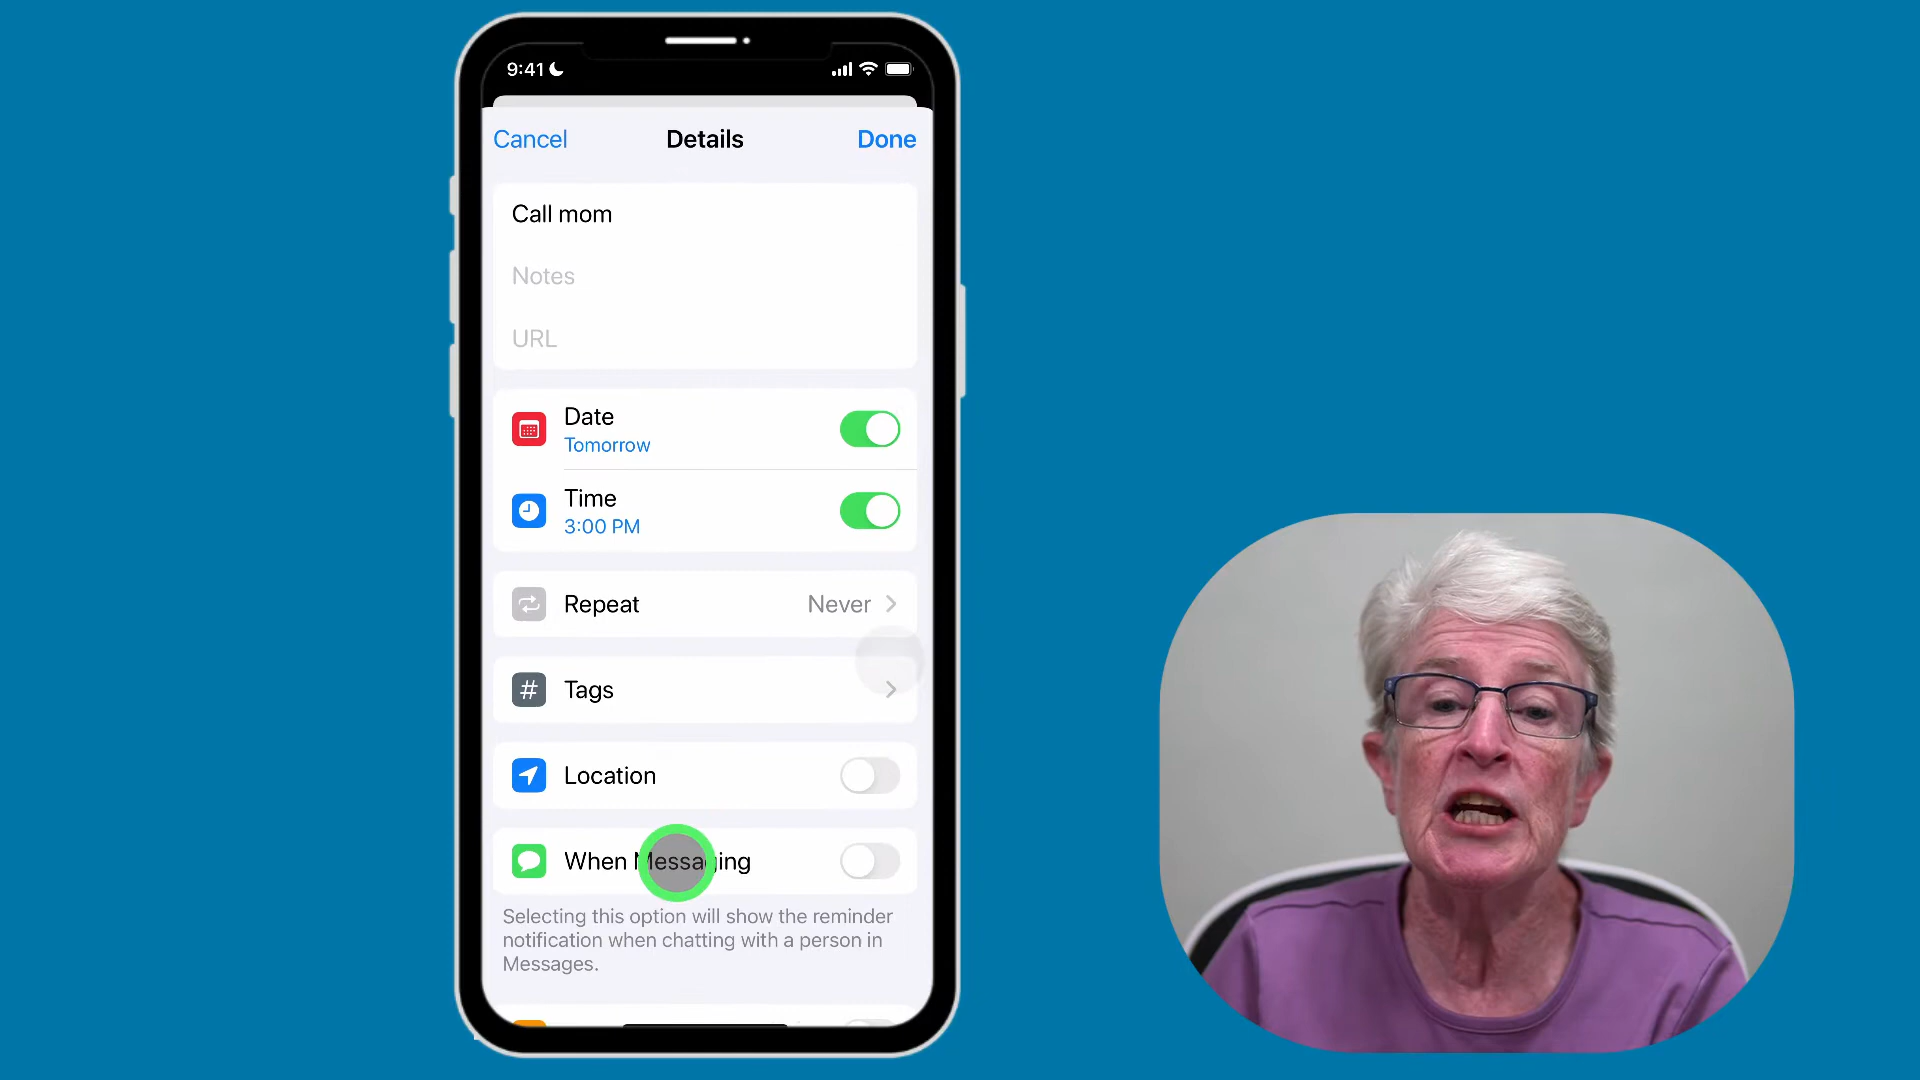 9:41
Cancel
Details
Done
Call mom
Notes
URL
Date
Tomorrow
Time
3:00 PM
Repeat
Never
Tags
Location
When Messaging
Selecting this option will show the reminder
notification when chatting with a person in
Messages.